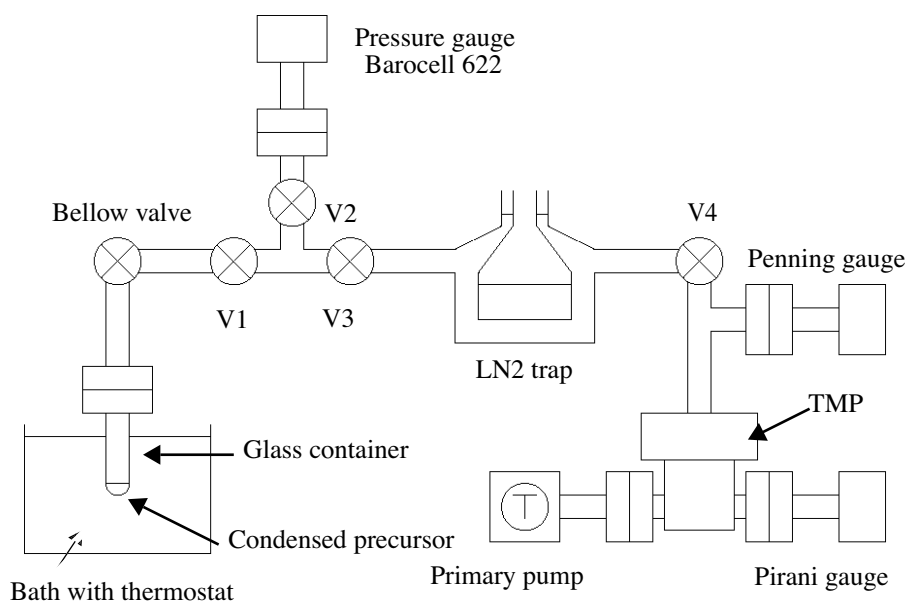 Pressure gauge
Barocell 622
Bellow valve
V2
V4
Penning gauge
V1
V3
LN2 trap
TMP
Glass container
Condensed precursor
Bath with thermostat
Primary pump
T
Pirani gauge